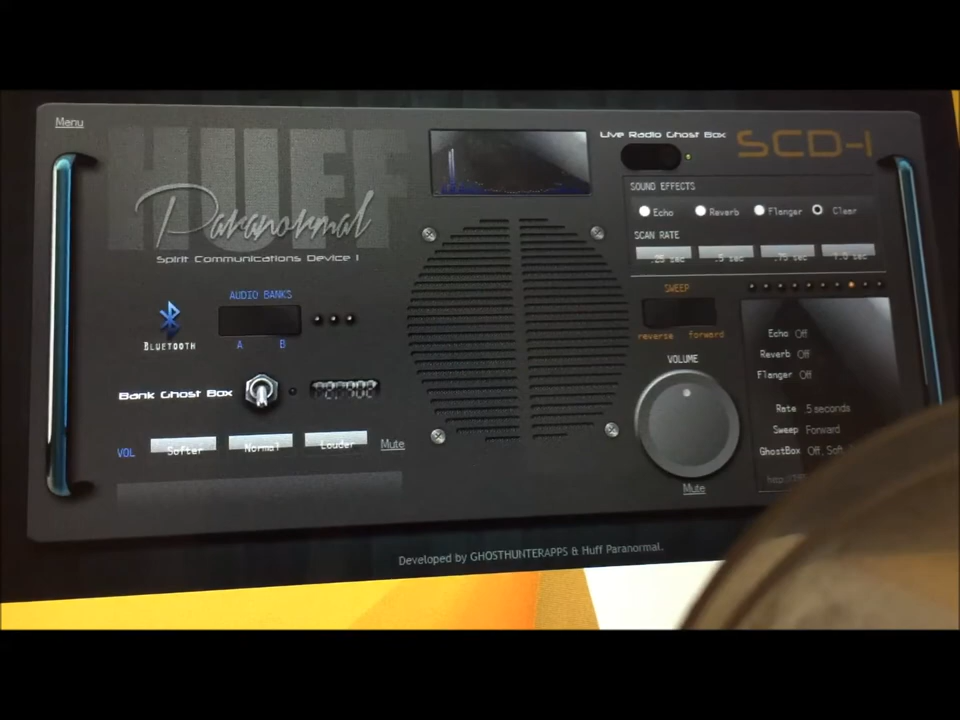 Menu
HUFF
Paranormal
Spirit Communications Device 1
Live Radio Ghost Box
SCD-1
SOUND EFFECTS
Echo Reverb Flanger Clear
SCAN RATE
.25 sec .5 sec .75 sec 1.0 sec
AUDIO BANKS
A B
BLUETOOTH
SWEEP
reverse forward
VOLUME
Mute
Bank Ghost Box
VOL Softer Normal Louder Mute
Echo Off
Reverb Off
Flanger Off
Rate .5 seconds
Sweep Forward
GhostBox Off, Soft,
Developed by GHOSTHUNTERAPPS & Huff Paranormal.